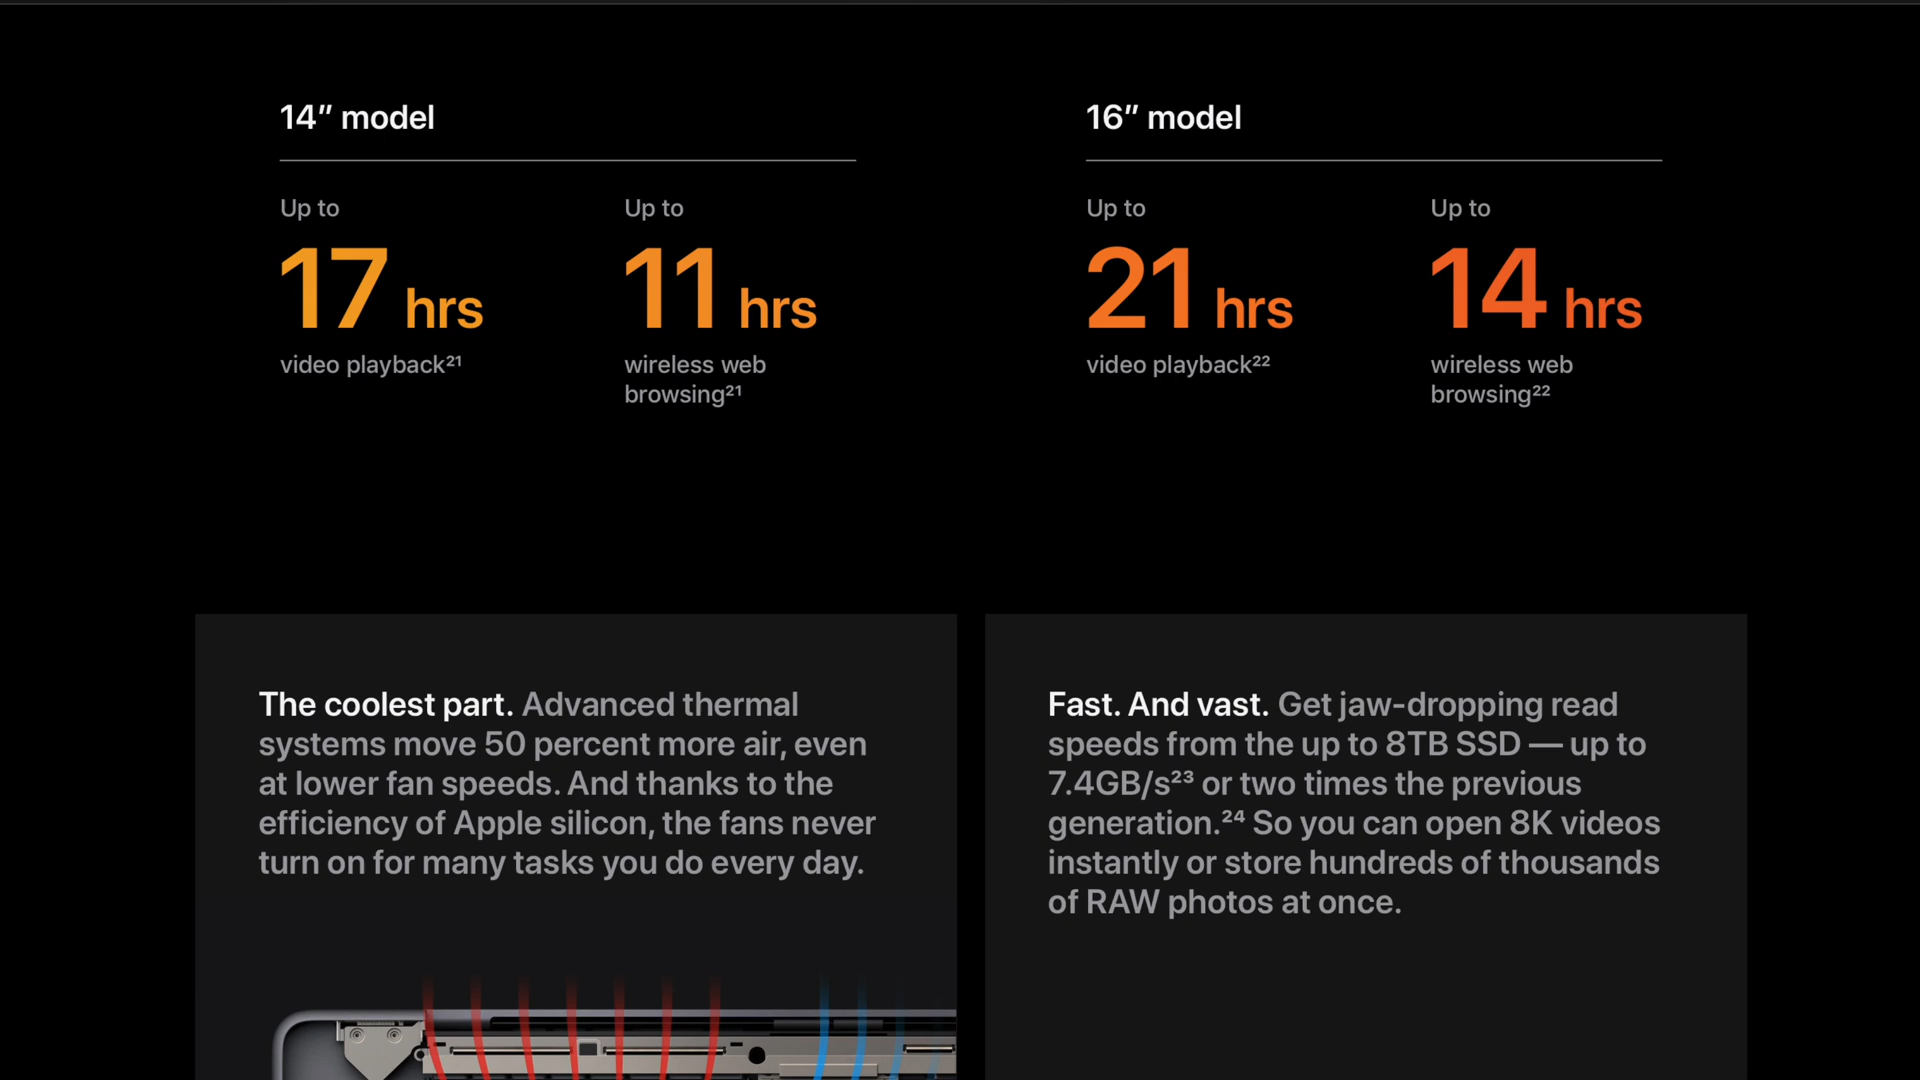 14” model
Up to
17 hrs
video playback²¹
Up to
11 hrs
wireless web
browsing²¹
16” model
Up to
21 hrs
video playback²²
Up to
14 hrs
wireless web
browsing²²
The coolest part. Advanced thermal
systems move 50 percent more air, even
at lower fan speeds. And thanks to the
efficiency of Apple silicon, the fans never
turn on for many tasks you do every day.
Fast. And vast. Get jaw-dropping read
speeds from the up to 8TB SSD — up to
7.4GB/s²³ or two times the previous
generation.²⁴ So you can open 8K videos
instantly or store hundreds of thousands
of RAW photos at once.